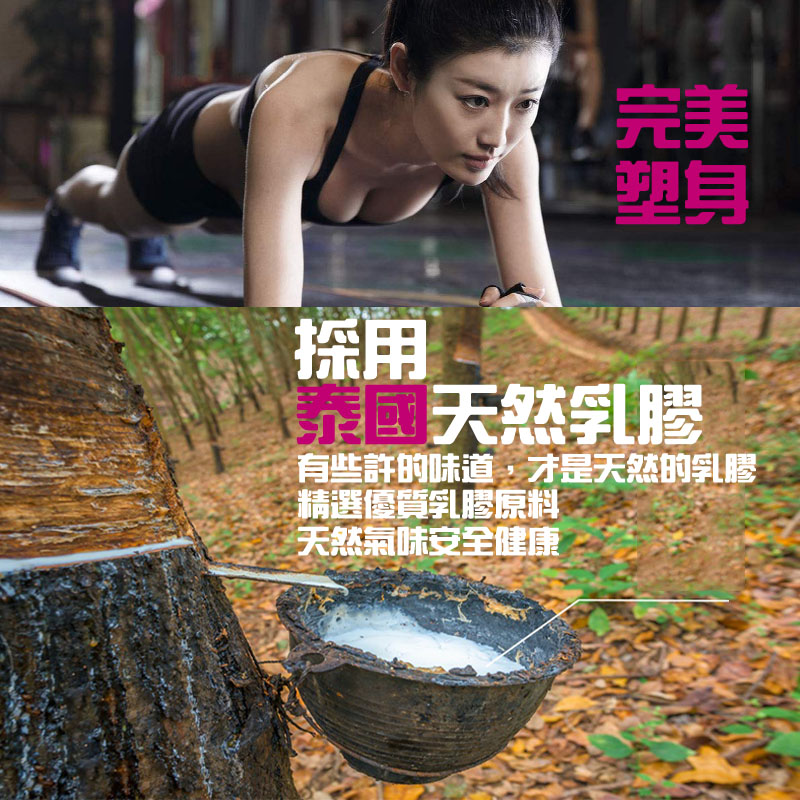 完美
塑身
採用
泰國天然乳膠
有些許的味道，才是天然的乳膠
精選優質乳膠原料
天然氣味安全健康